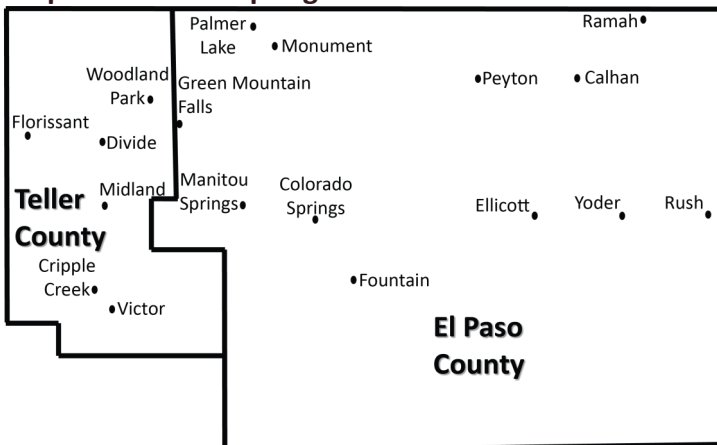 Palmer
Lake
Monument
Ramah
Woodland
Park
Green Mountain
Falls
Peyton
Calhan
Florissant
Divide
Teller
County
Midland
Manitou
Springs
Colorado
Springs
Ellicott
Yoder
Rush
Cripple
Creek
Victor
Fountain
El Paso
County